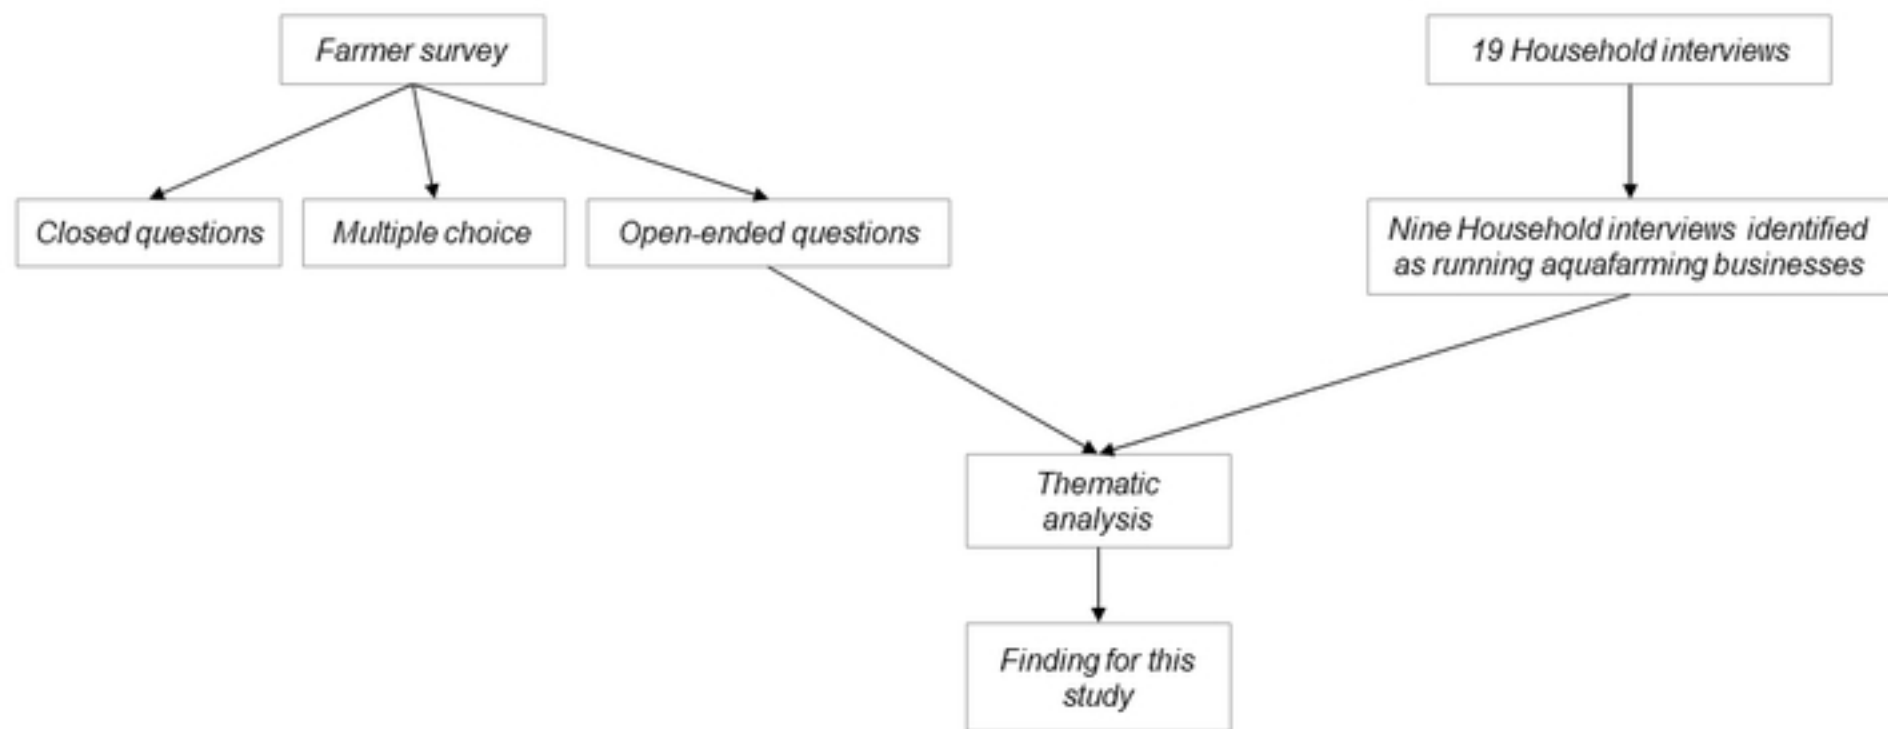 Farmer survey
19 Household interviews
Closed questions
Multiple choice
Open-ended questions
Nine Household interviews identified
as running aquafarming businesses
Thematic
analysis
Finding for this
study